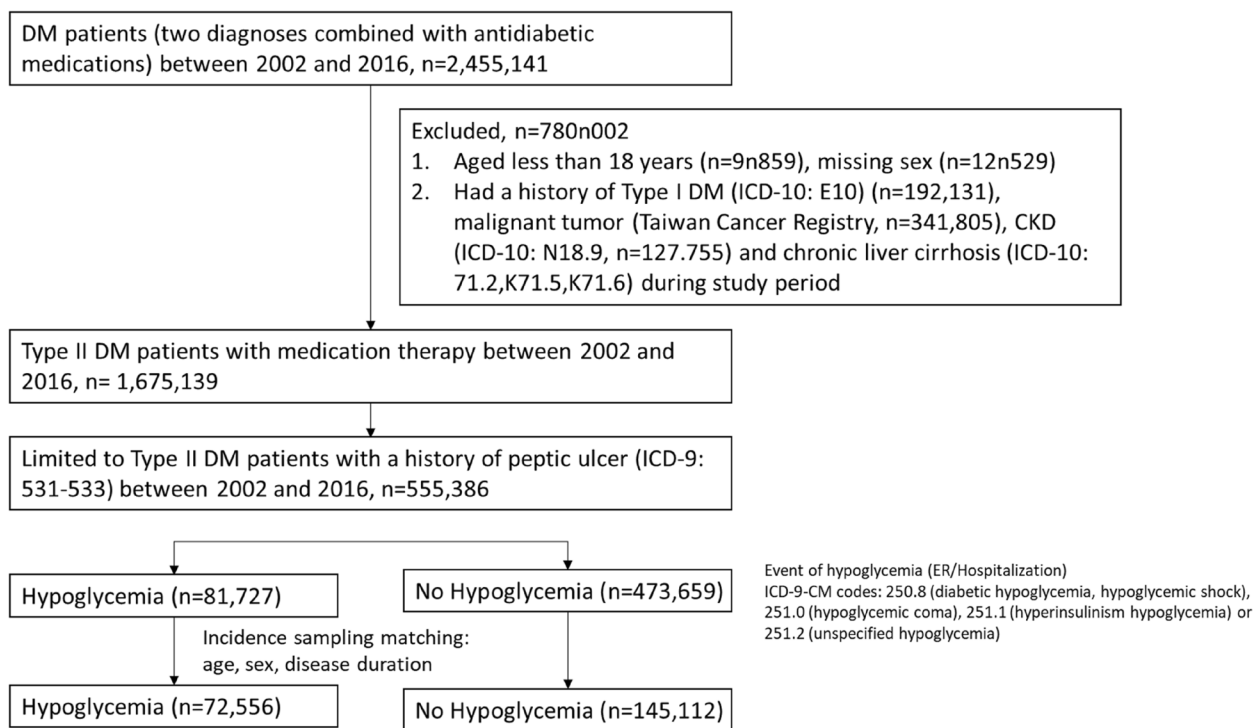 DM patients (two diagnoses combined with antidiabetic
medications) between 2002 and 2016, n=2,455,141
Excluded, n=780n002
1. Aged less than 18 years (n=9n859), missing sex (n=12n529)
2. Had a history of Type I DM (ICD-10: E10) (n=192,131),
malignant tumor (Taiwan Cancer Registry, n=341,805), CKD
(ICD-10: N18.9, n=127.755) and chronic liver cirrhosis (ICD-10:
71.2,K71.5,K71.6) during study period
Type II DM patients with medication therapy between 2002 and
2016, n= 1,675,139
Limited to Type II DM patients with a history of peptic ulcer (ICD-9:
531-533) between 2002 and 2016, n=555,386
Hypoglycemia (n=81,727)
No Hypoglycemia (n=473,659)
Event of hypoglycemia (ER/Hospitalization)
ICD-9-CM codes: 250.8 (diabetic hypoglycemia, hypoglycemic shock),
251.0 (hypoglycemic coma), 251.1 (hyperinsulinism hypoglycemia) or
251.2 (unspecified hypoglycemia)
Incidence sampling matching:
age, sex, disease duration
Hypoglycemia (n=72,556)
No Hypoglycemia (n=145,112)